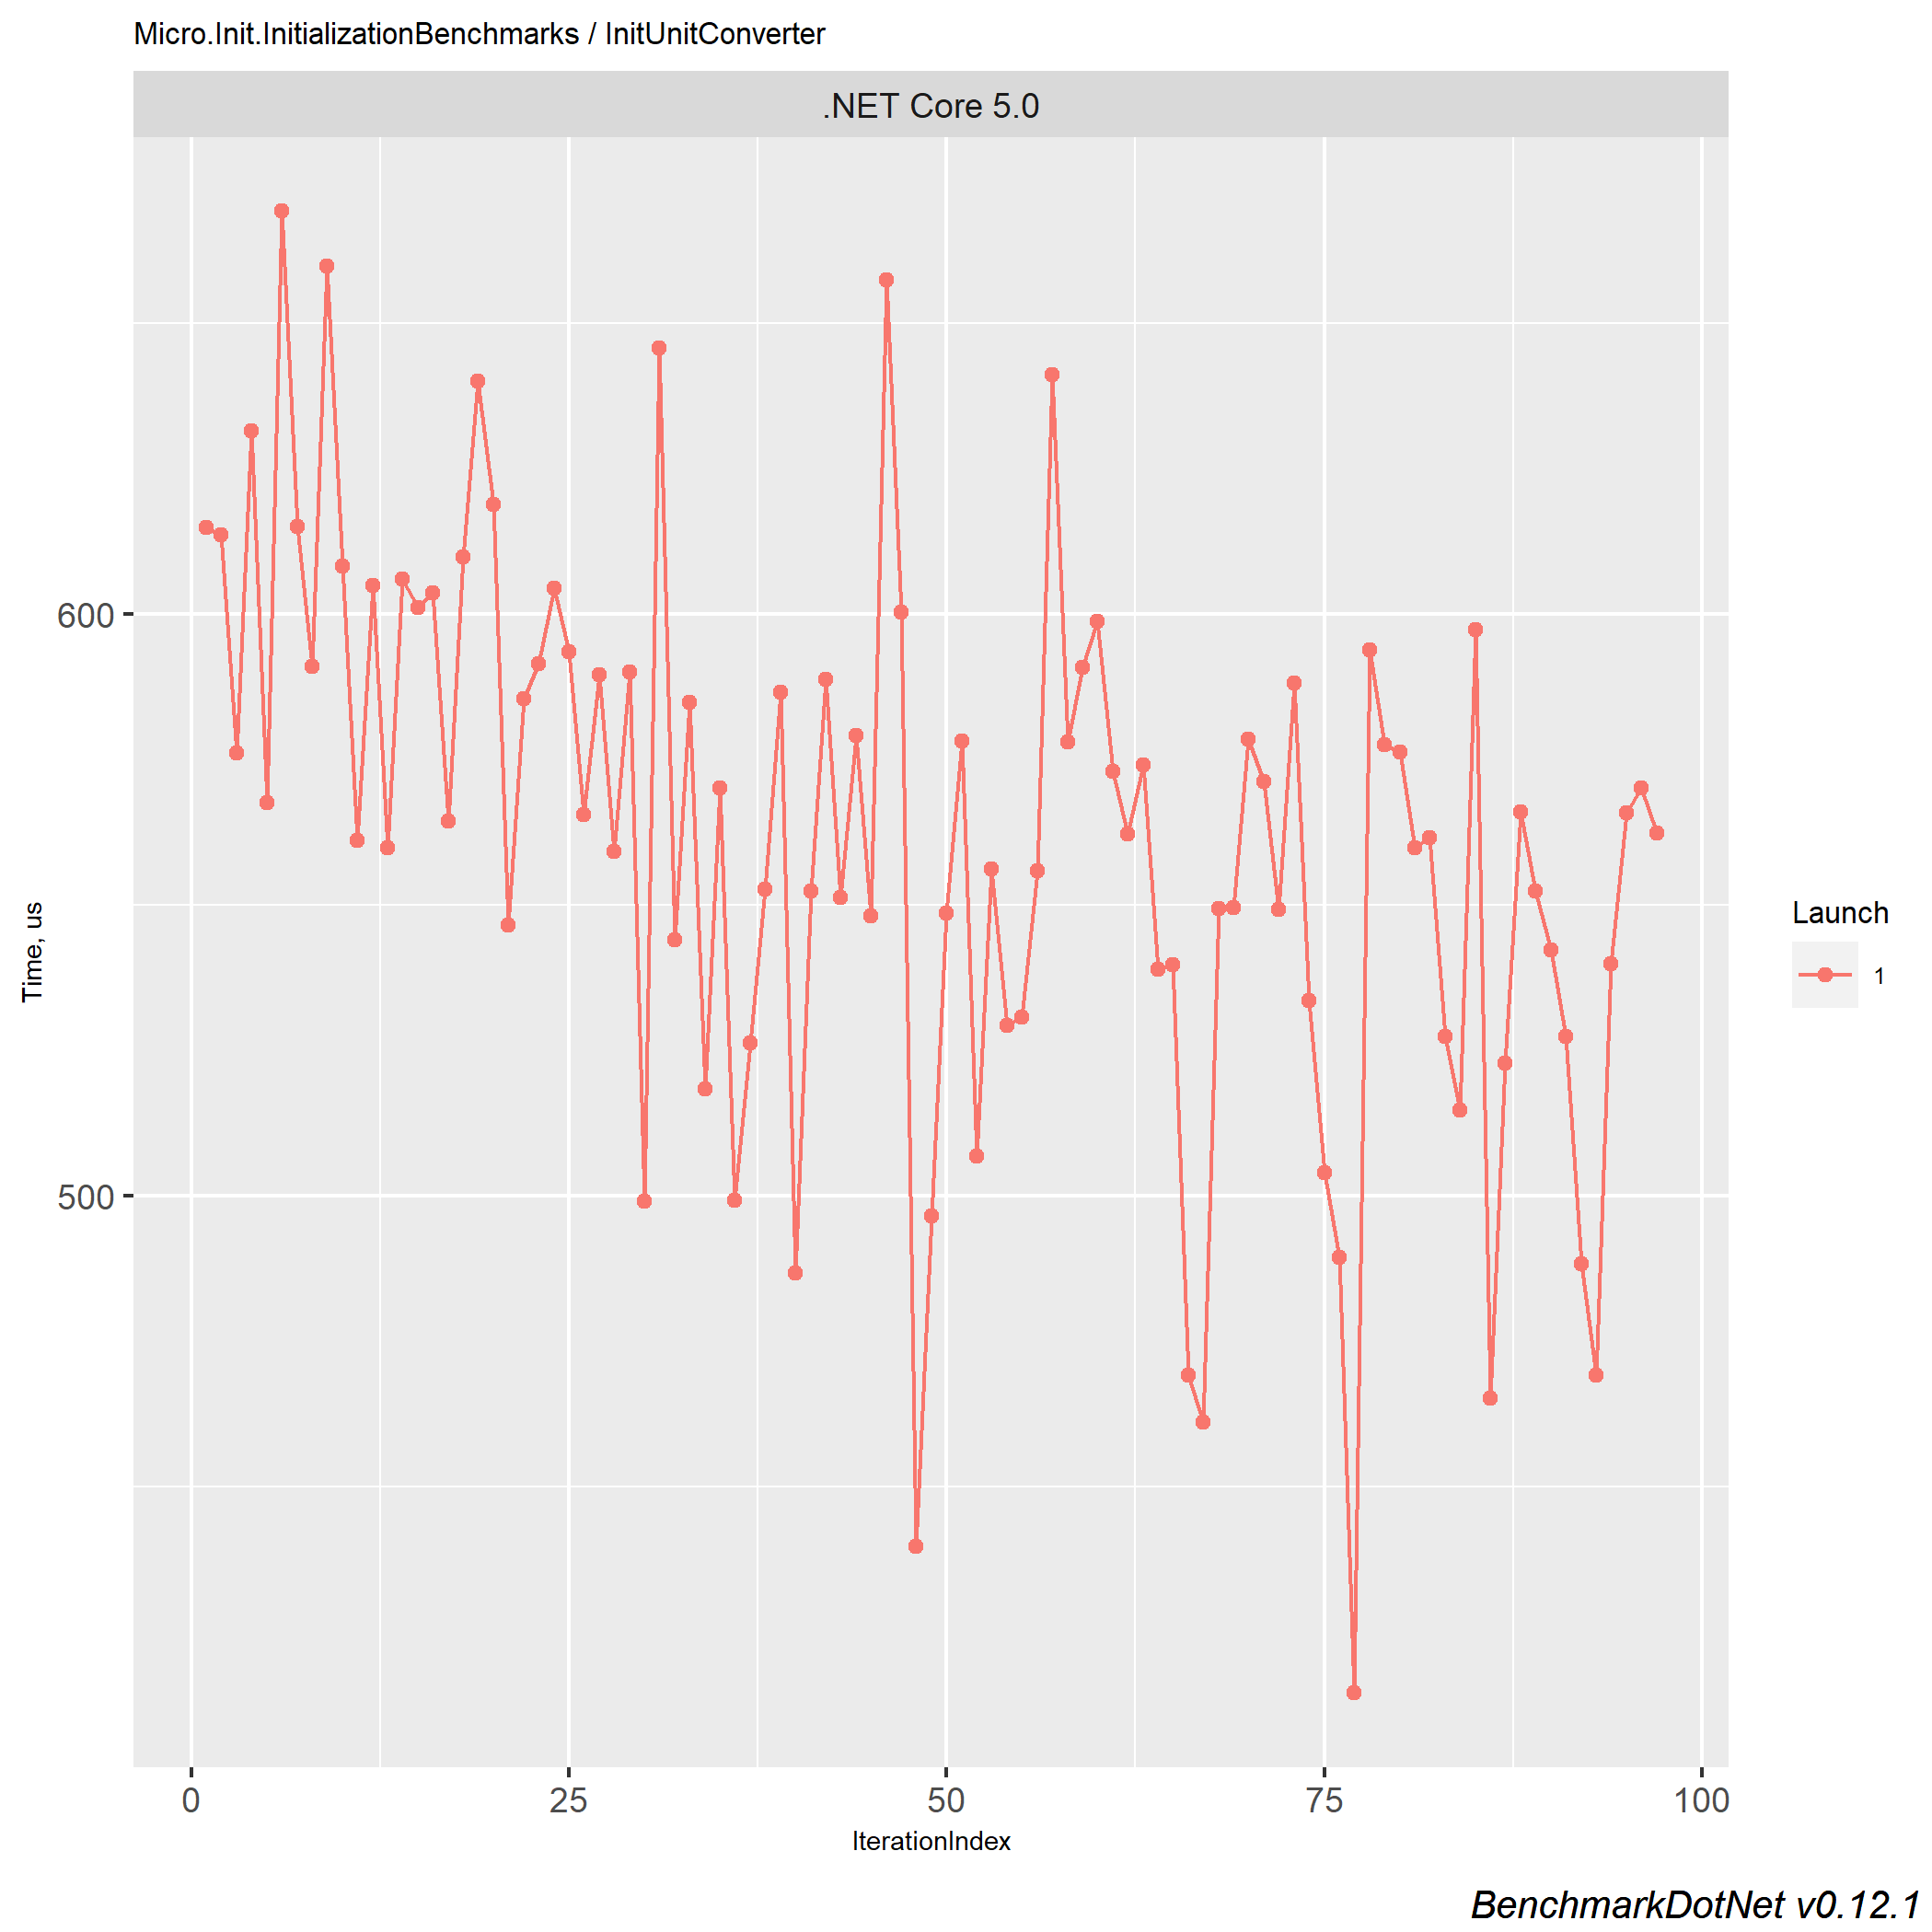 Micro.Init.InitializationBenchmarks / InitUnitConverter
.NET Core 5.0
Time, us
600
500
0 25 50 75 100
IterationIndex
Launch
1
BenchmarkDotNet v0.12.1